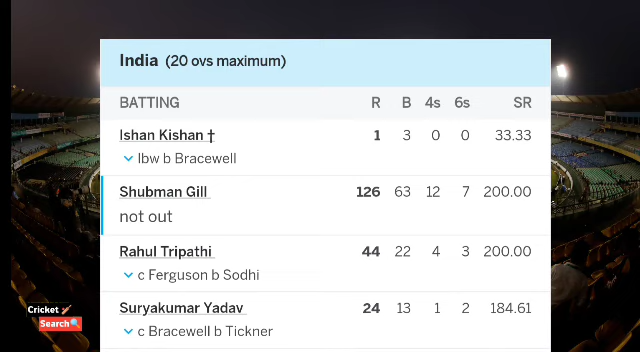 India (20 ovs maximum)
BATTING R B 4s 6s SR
Ishan Kishan † 1 3 0 0 33.33
lbw b Bracewell
Shubman Gill 126 63 12 7 200.00
not out
Rahul Tripathi 44 22 4 3 200.00
c Ferguson b Sodhi
Suryakumar Yadav 24 13 1 2 184.61
c Bracewell b Tickner
Cricket
Search